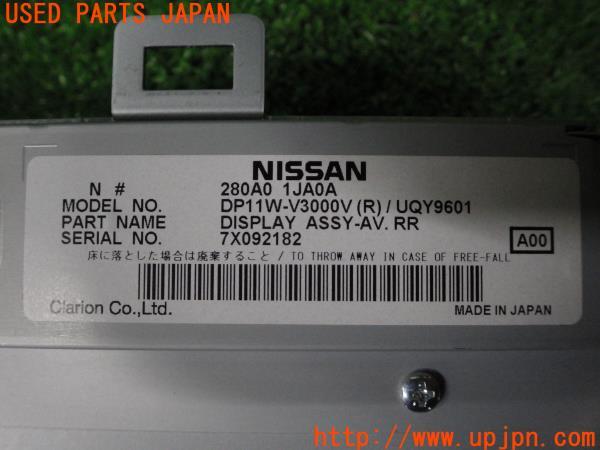 USED PARTS JAPAN
NISSAN
N # 280A0 1JA0A
MODEL NO. DP11W-V3000V (R) / UQY9601
PART NAME DISPLAY ASSY-AV. RR
SERIAL NO. 7X092182
A00
床に落とした場合は廃棄すること / TO THROW AWAY IN CASE OF FREE-FALL
Clarion Co.,Ltd.
MADE IN JAPAN
UPJ
http://www.upjpn.com